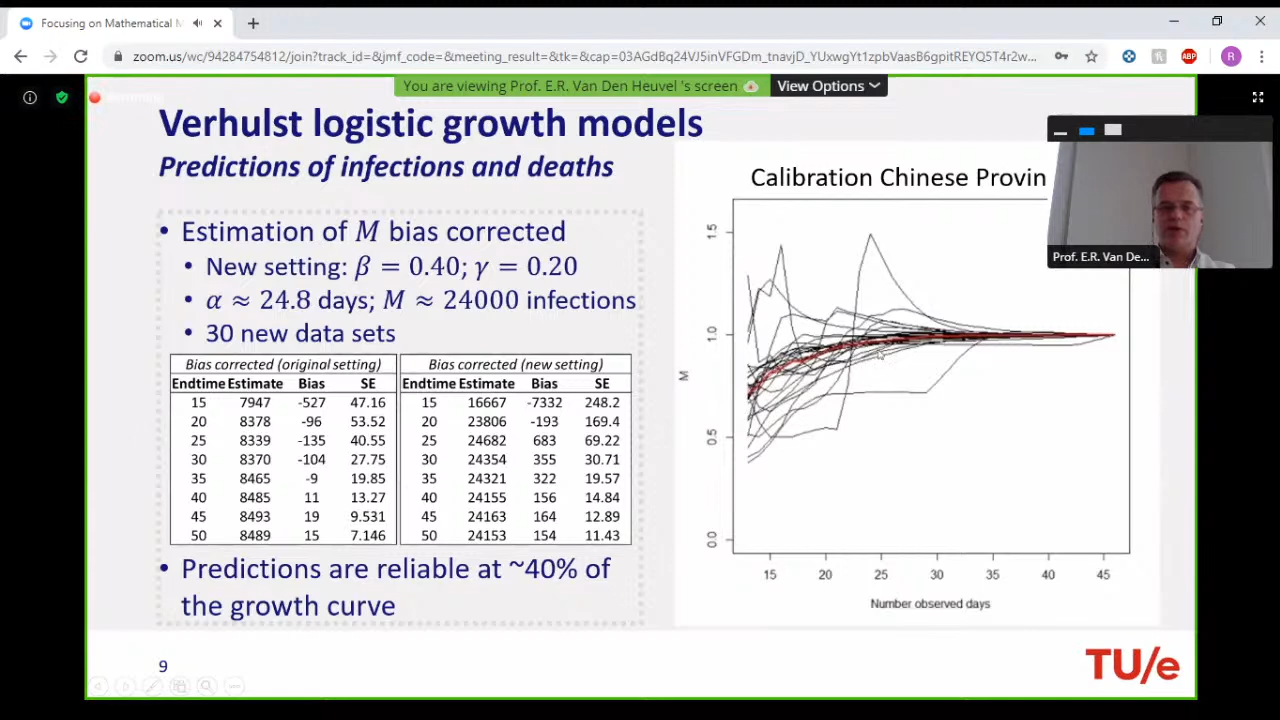 Focusing on Mathematical M
zoom.us/wc/94284754812/join?track_id=&jmf_code=&meeting_result=&tk=&cap=03AGdBq24VJ5inVFGDm_tnavjD_YUxwgYt1zpbVaasB6gpitREYQ5T4r2w...
ABP
R
You are viewing Prof. E.R. Van Den Heuvel 's screen
View Options
Verhulst logistic growth models
Predictions of infections and deaths
• Estimation of M bias corrected
• New setting: β = 0.40; γ = 0.20
• α ≈ 24.8 days; M ≈ 24000 infections
• 30 new data sets
Bias corrected (original setting) Bias corrected (new setting)
Endtime Estimate Bias SE Endtime Estimate Bias SE
15 7947 -527 47.16 15 16667 -7332 248.2
20 8378 -96 53.52 20 23806 -193 169.4
25 8339 -135 40.55 25 24682 683 69.22
30 8370 -104 27.75 30 24354 355 30.71
35 8465 -9 19.85 35 24321 322 19.57
40 8485 11 13.27 40 24155 156 14.84
45 8493 19 9.531 45 24163 164 12.89
50 8489 15 7.146 50 24153 154 11.43
• Predictions are reliable at ~40% of
the growth curve
9
Calibration Chinese Provin
Prof. E.R. Van De...
1.5
1.0
M
0.5
0.0
15 20 25 30 35 40 45
Number observed days
TU/e